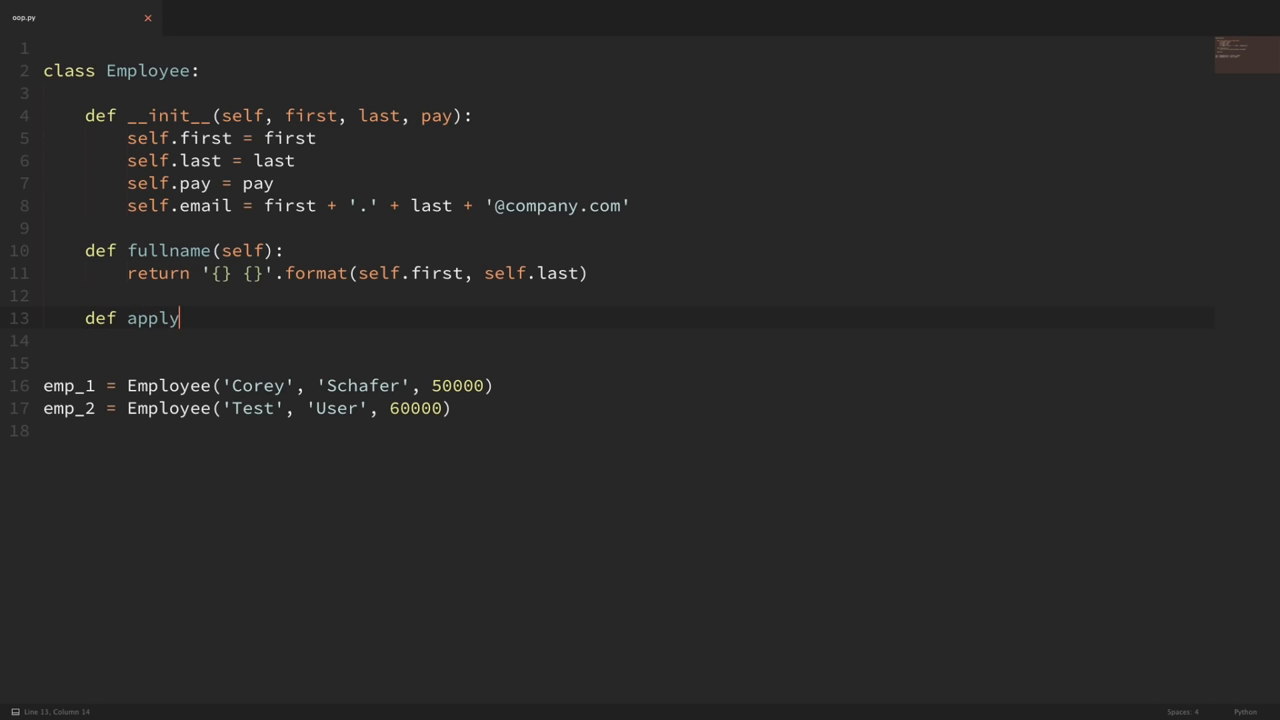 oop.py ×
1
2 class Employee:
3
4     def __init__(self, first, last, pay):
5         self.first = first
6         self.last = last
7         self.pay = pay
8         self.email = first + '.' + last + '@company.com'
9
10     def fullname(self):
11         return '{} {}'.format(self.first, self.last)
12
13     def apply
14
15
16 emp_1 = Employee('Corey', 'Schafer', 50000)
17 emp_2 = Employee('Test', 'User', 60000)
18
Line 13, Column 14 Spaces: 4 Python